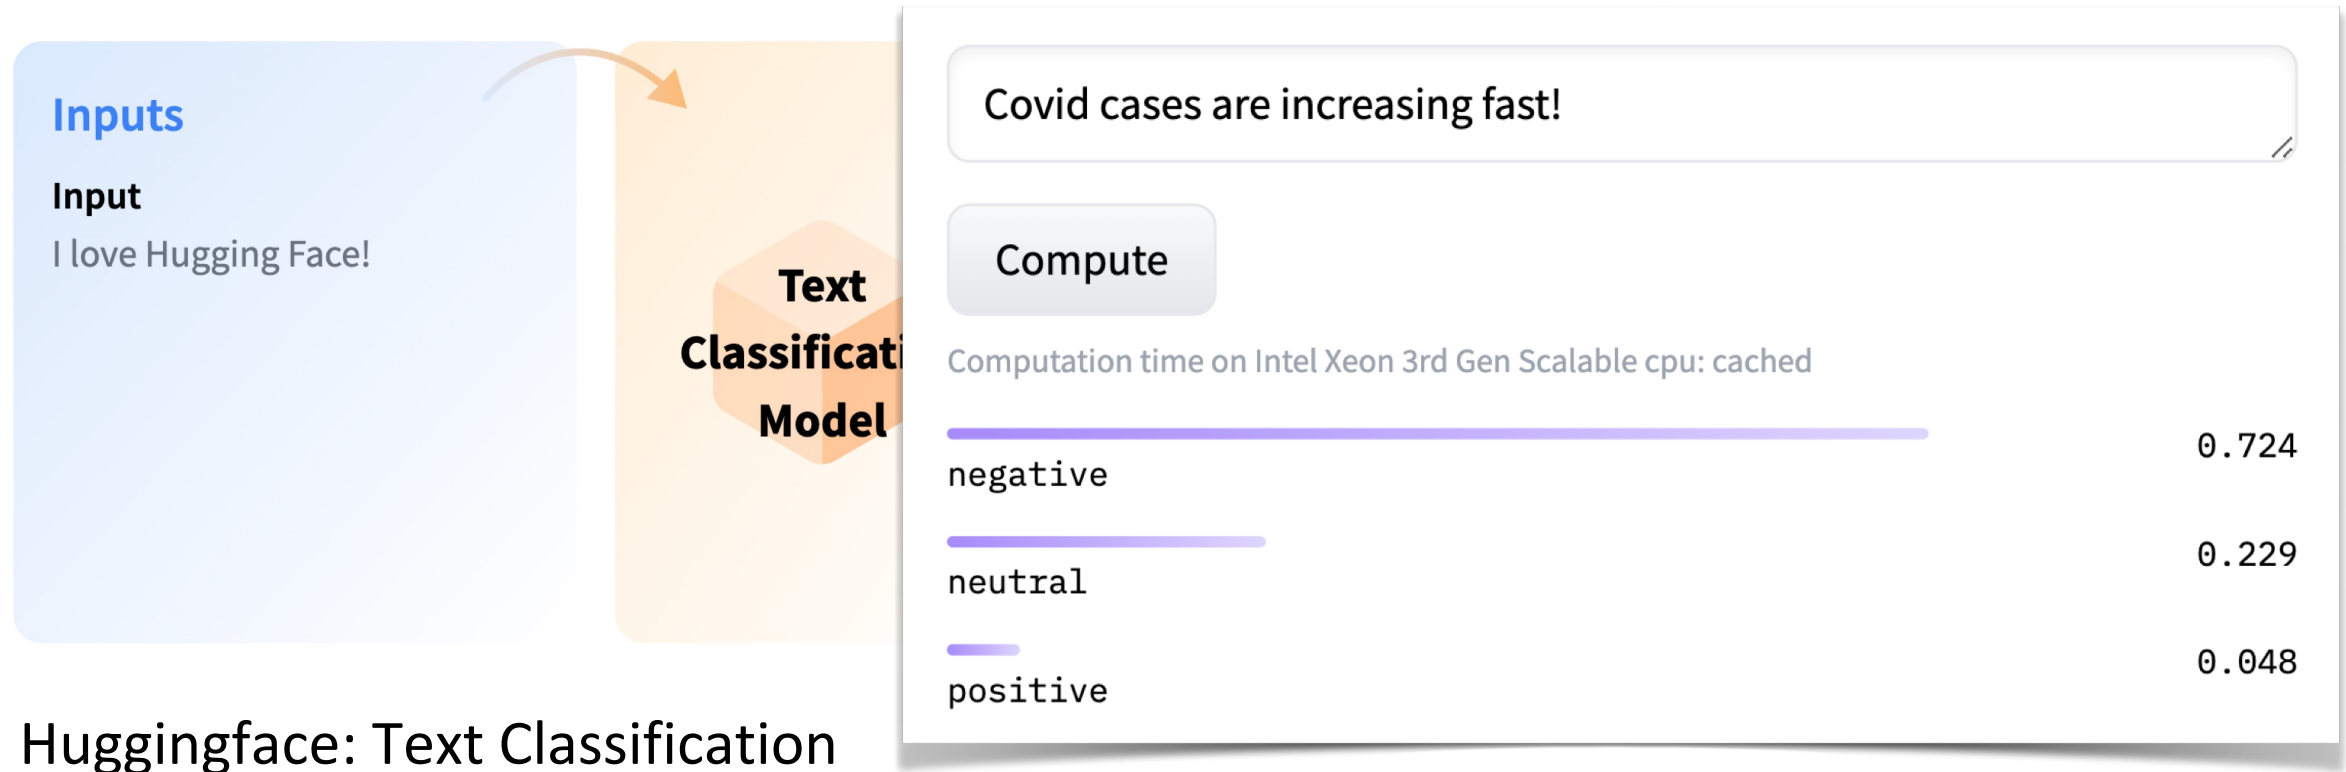 Inputs
Input
I love Hugging Face!
Text
Model
Huggingface: Text Classification
Covid cases are increasing fast!
Compute
Computation time on Intel Xeon 3rd Gen Scalable cpu: cached
negative 0.724
neutral 0.229
positive 0.048